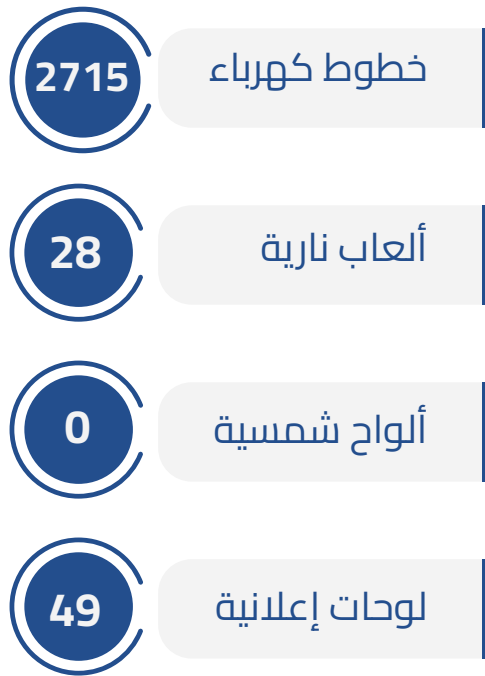 خطوط كهرباء
2715
ألعاب نارية
28
ألواح شمسية
0
لوحات إعلانية
49